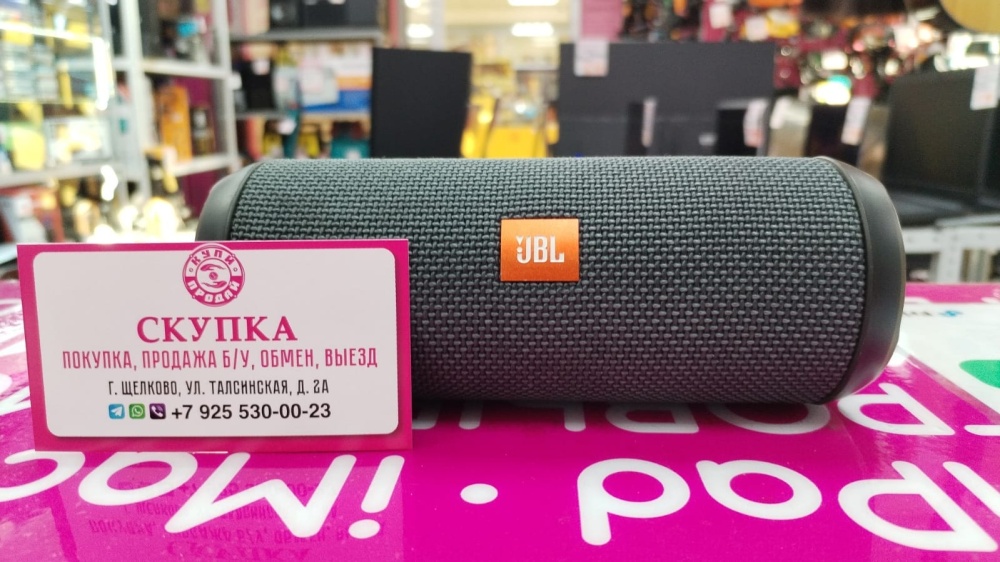 КУПИ
ПРОДАЙ
СКУПКА
ПОКУПКА, ПРОДАЖА Б/У, ОБМЕН, ВЫЕЗД
Г. ЩЕЛКОВО, УЛ. ТАЛСИНСКАЯ, Д. 2А
+7 925 530-00-23
JBL
iMac • iPad